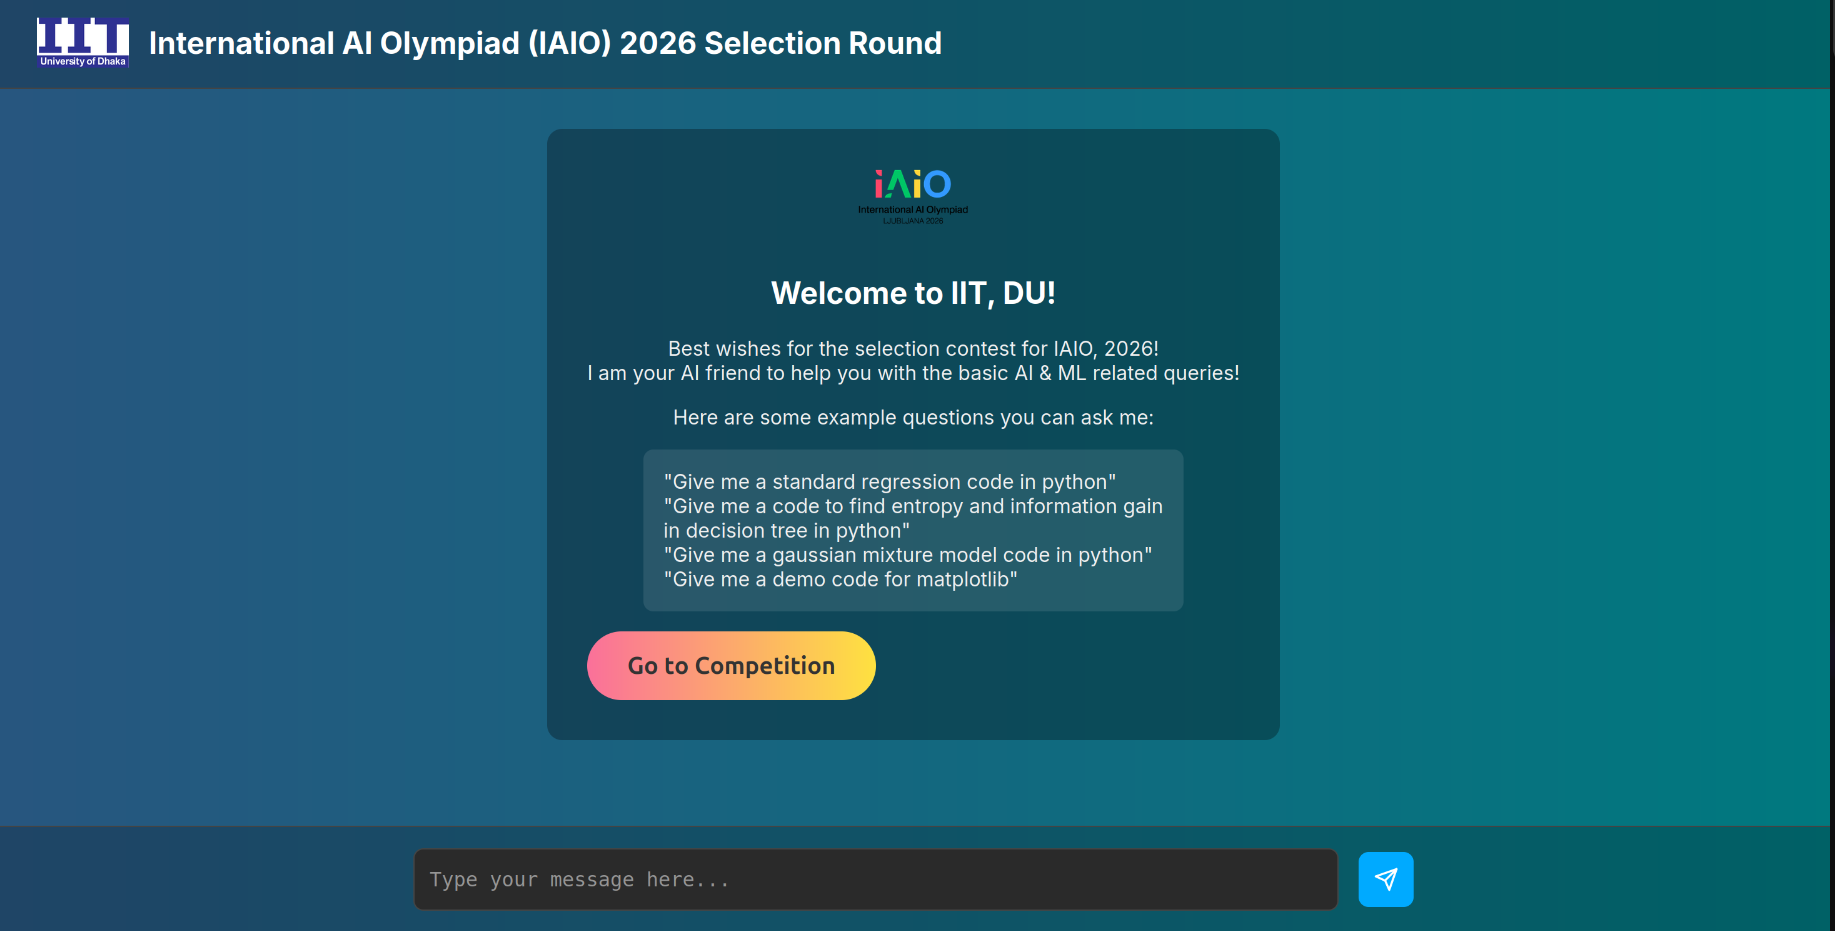 IIT
University of Dhaka
International AI Olympiad (IAIO) 2026 Selection Round
iAiO
International AI Olympiad
LJUBLJANA 2026
Welcome to IIT, DU!
Best wishes for the selection contest for IAIO, 2026!
I am your AI friend to help you with the basic AI & ML related queries!
Here are some example questions you can ask me:
"Give me a standard regression code in python"
"Give me a code to find entropy and information gain
in decision tree in python"
"Give me a gaussian mixture model code in python"
"Give me a demo code for matplotlib"
Go to Competition
Type your message here...